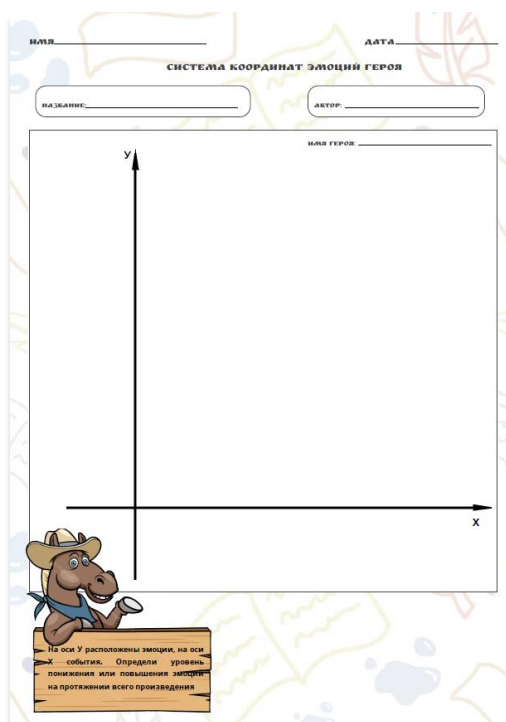 ИМЯ
ДАТА
СИСТЕМА КООРДИНАТ ЭМОЦИЙ ГЕРОЯ
НАЗВАНИЕ:
АВТОР:
ИМЯ ГЕРОЯ:
У
Х
На оси У расположены эмоции, на оси
Х события. Определи уровень
понижения или повышения эмоций
на протяжении всего произведения